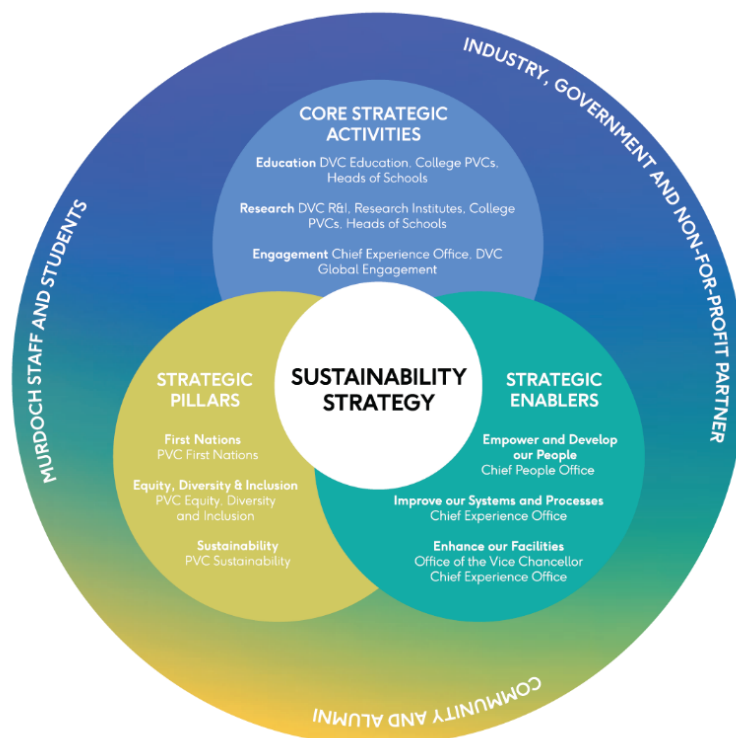 INDUSTRY, GOVERNMENT AND NON-FOR-PROFIT PARTNER
MURDOCH STAFF AND STUDENTS
CORE STRATEGIC
ACTIVITIES
Education DVC Education, College PVCs,
Heads of Schools
Research DVC R&I, Research Institutes, College
PVCs, Heads of Schools
Engagement Chief Experience Office, DVC
Global Engagement
SUSTAINABILITY
STRATEGY
STRATEGIC
PILLARS
First Nations
PVC First Nations
Equity, Diversity & Inclusion
PVC Equity, Diversity
and Inclusion
Sustainability
PVC Sustainability
STRATEGIC
ENABLERS
Empower and Develop
our People
Chief People Office
Improve our Systems and Processes
Chief Experience Office
Enhance our Facilities
Office of the Vice Chancellor
Chief Experience Office
COMMUNITY AND ALUMNI